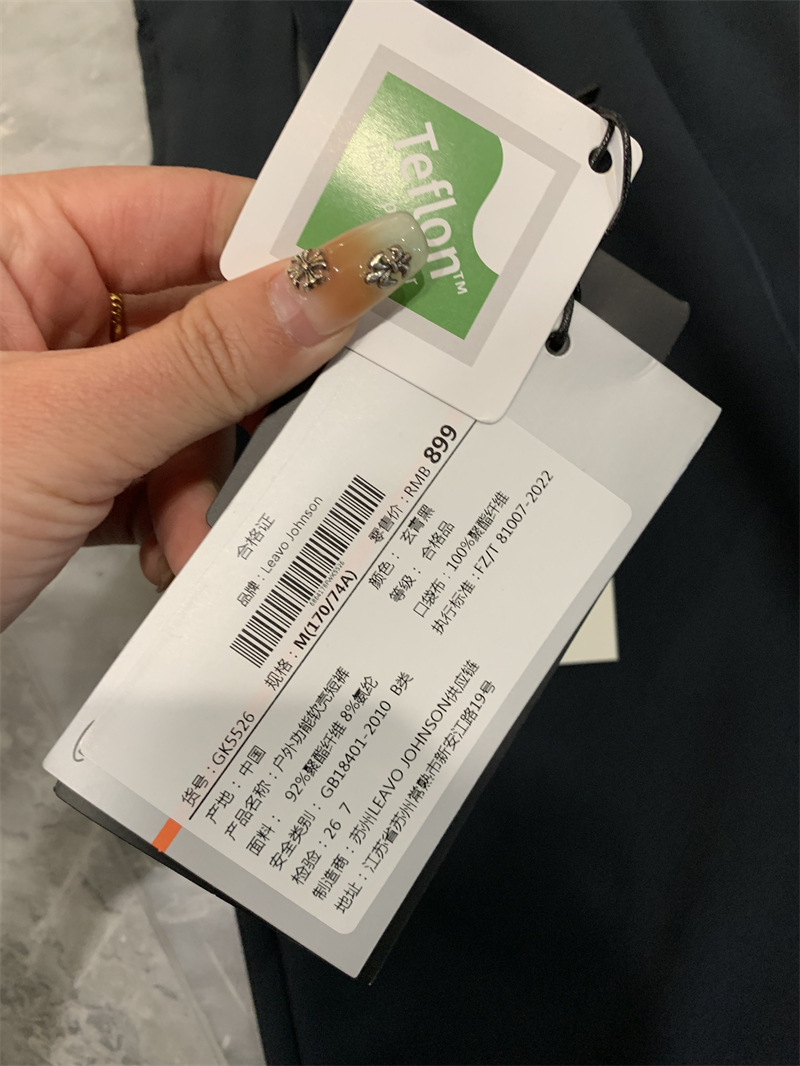 Teflon™
合格证
品牌：Leavo Johnson
货号：GK5526
规格：M(170/74A)
零售价：RMB 899
产地：中国
颜色：玄青黑
产品名称：户外功能软壳短裤
等级：合格品
面料：92%聚酯纤维 8%氨纶
口袋布：100%聚酯纤维
安全类别：GB18401-2010 B类
执行标准：FZ/T 81007-2022
检验：26 7
制造商：苏州LEAVO JOHNSON供应链
地址：江苏省苏州常熟市新安江路19号